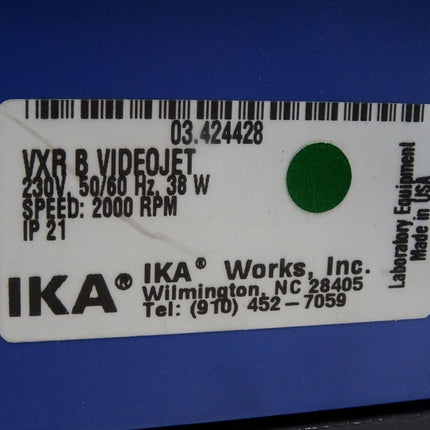 03.424428
VXR B VIDEOJET
230V, 50/60 Hz, 38 W
SPEED: 2000 RPM
IP 21
Laboratory Equipment
Made in USA
IKA®
IKA® Works, Inc.
Wilmington, NC 28405
Tel: (910) 452-7059